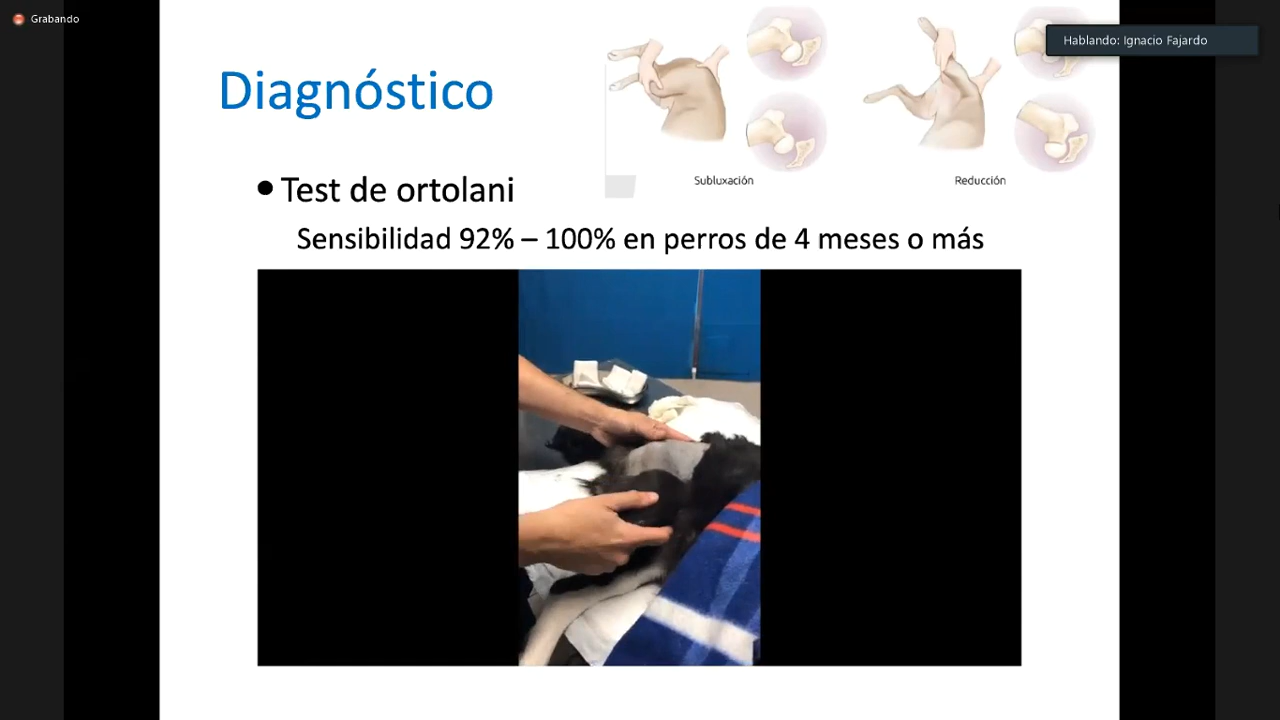 Grabando
Hablando: Ignacio Fajardo
Diagnóstico
Subluxación
Reducción
• Test de ortolani
Sensibilidad 92% – 100% en perros de 4 meses o más